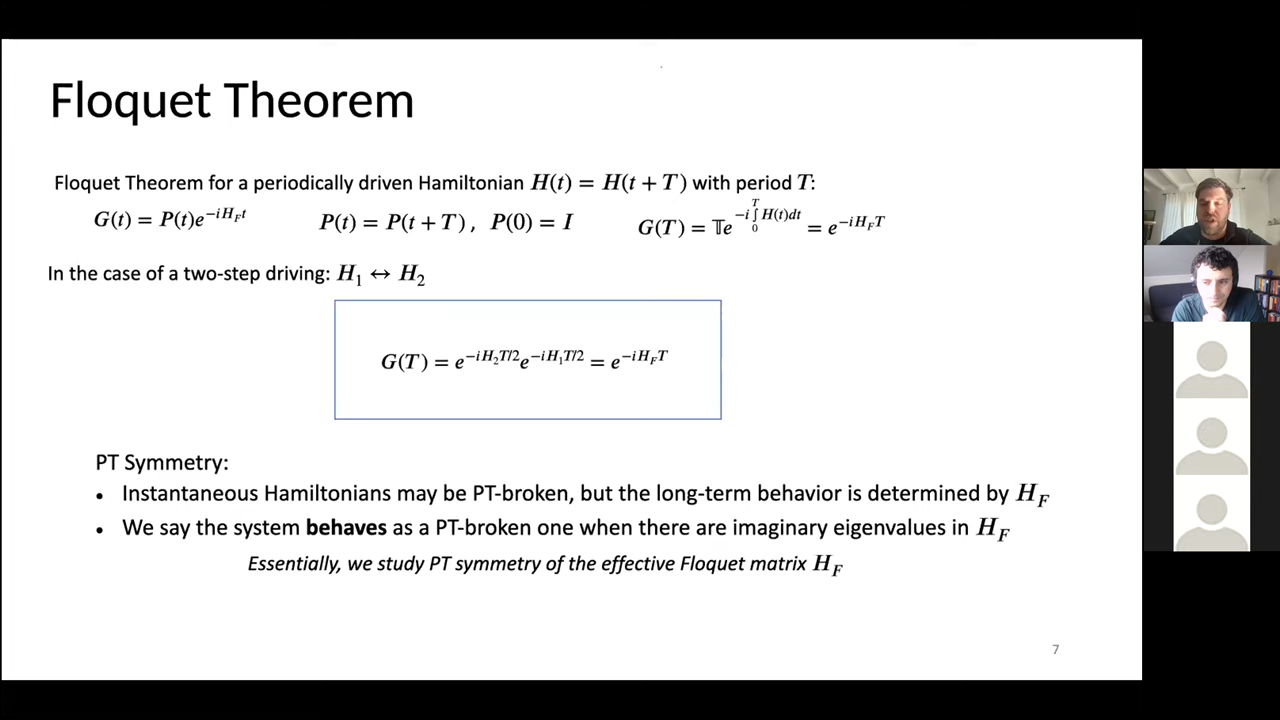 Floquet Theorem
Floquet Theorem for a periodically driven Hamiltonian H(t) = H(t + T) with period T:
G(t) = P(t)e^{−iH_F t} P(t) = P(t + T), P(0) = I G(T) = 𝕋e^{−i∫_0^T H(t)dt} = e^{−iH_F T}
In the case of a two-step driving: H_1 ↔ H_2
G(T) = e^{−iH_2T/2}e^{−iH_1T/2} = e^{−iH_F T}
PT Symmetry:
• Instantaneous Hamiltonians may be PT-broken, but the long-term behavior is determined by H_F
• We say the system behaves as a PT-broken one when there are imaginary eigenvalues in H_F
Essentially, we study PT symmetry of the effective Floquet matrix H_F
7